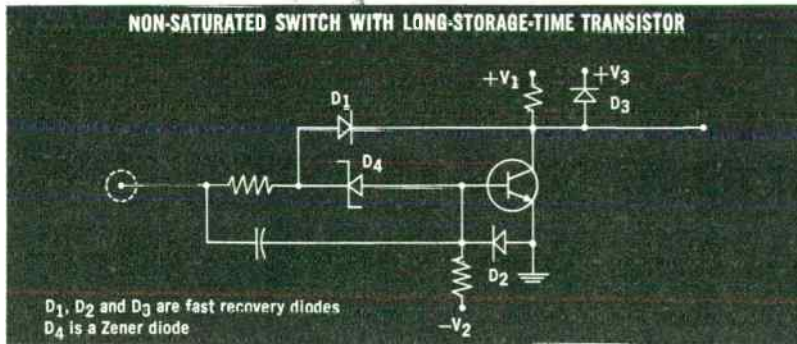 NON-SATURATED SWITCH WITH LONG-STORAGE-TIME TRANSISTOR
+V1
+V3
D1
D3
D4
D2
-V2
D1, D2 and D3 are fast recovery diodes
D4 is a Zener diode